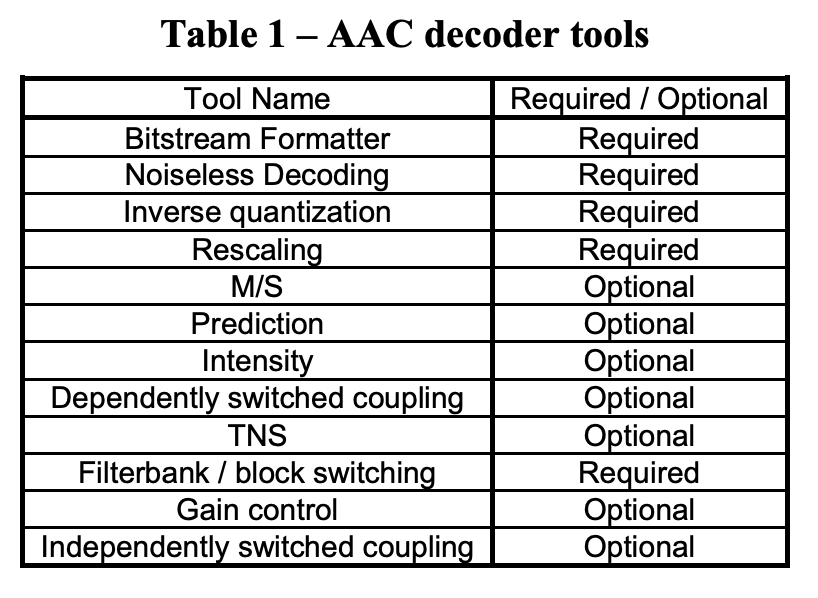 Table 1 – AAC decoder tools
Tool Name Required / Optional
Bitstream Formatter Required
Noiseless Decoding Required
Inverse quantization Required
Rescaling Required
M/S Optional
Prediction Optional
Intensity Optional
Dependently switched coupling Optional
TNS Optional
Filterbank / block switching Required
Gain control Optional
Independently switched coupling Optional